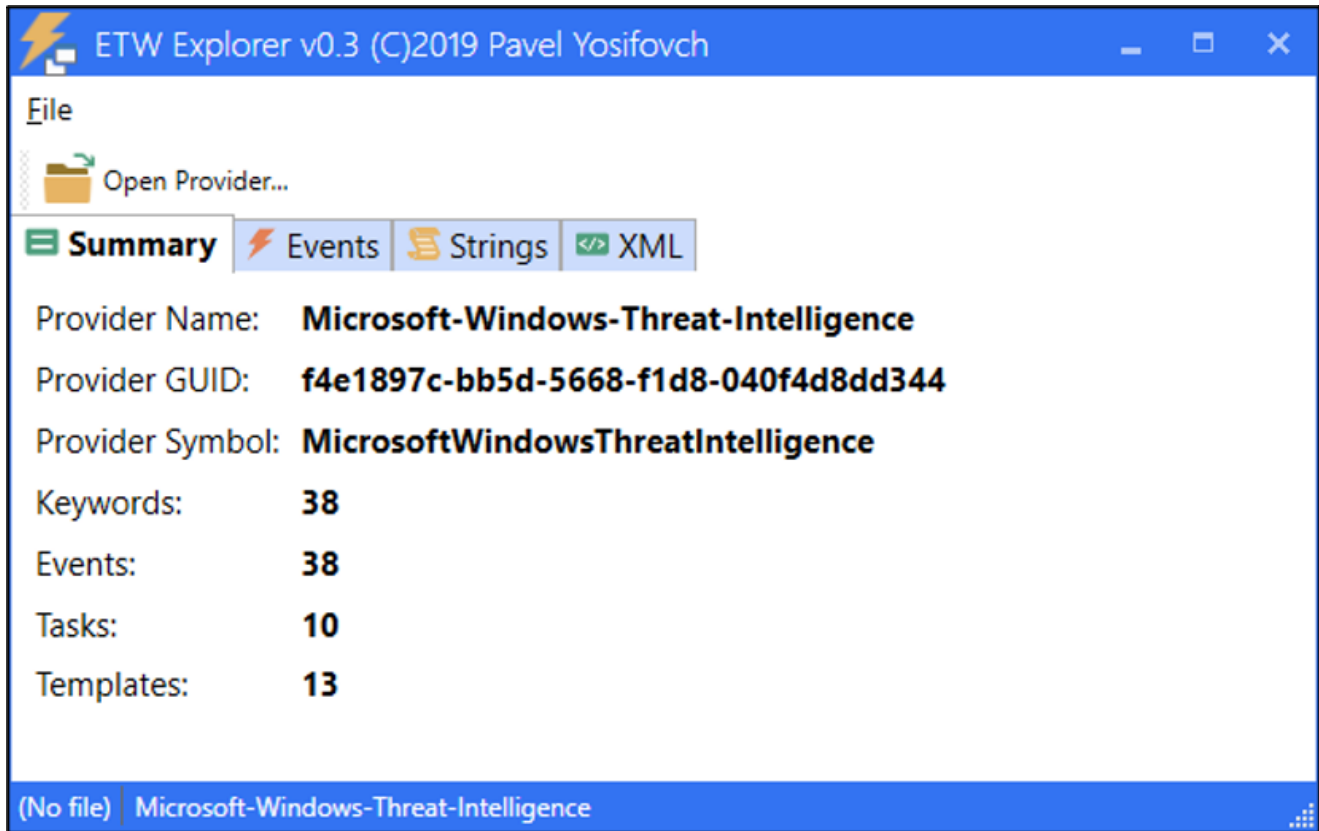 ETW Explorer v0.3 (C)2019 Pavel Yosifovch
File
Open Provider...
Summary Events Strings XML
Provider Name: Microsoft-Windows-Threat-Intelligence
Provider GUID: f4e1897c-bb5d-5668-f1d8-040f4d8dd344
Provider Symbol: MicrosoftWindowsThreatIntelligence
Keywords: 38
Events: 38
Tasks: 10
Templates: 13
(No file) Microsoft-Windows-Threat-Intelligence